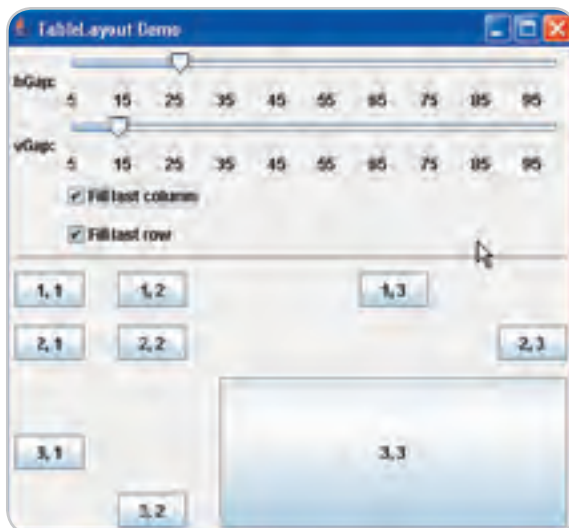 TableLayout Demo
hGap:
5 15 25 35 45 55 65 75 85 95
vGap:
5 15 25 35 45 55 65 75 85 95
Fill last column
Fill last row
1, 1 1, 2 1, 3
2, 1 2, 2 2, 3
3, 1 3, 3
3, 2